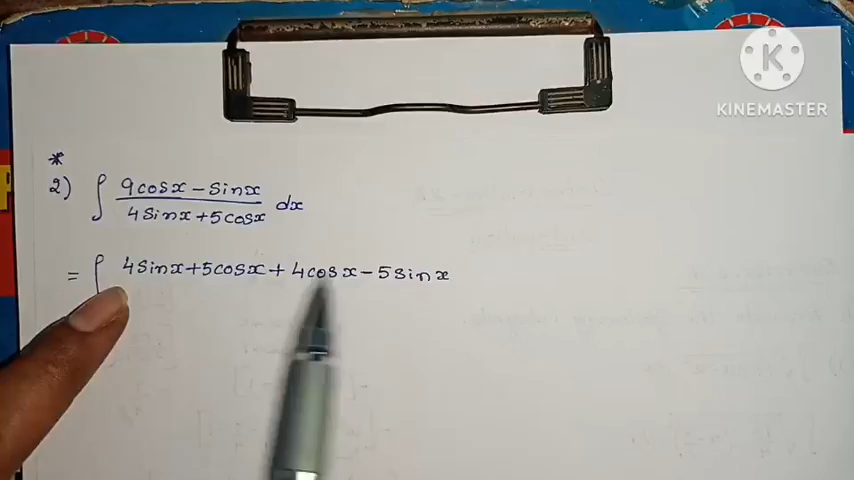 K
KINEMASTER
*
2) ∫ 9cosx - sinx / 4sinx + 5cosx dx
= ∫ 4sinx + 5cosx + 4cosx - 5sinx